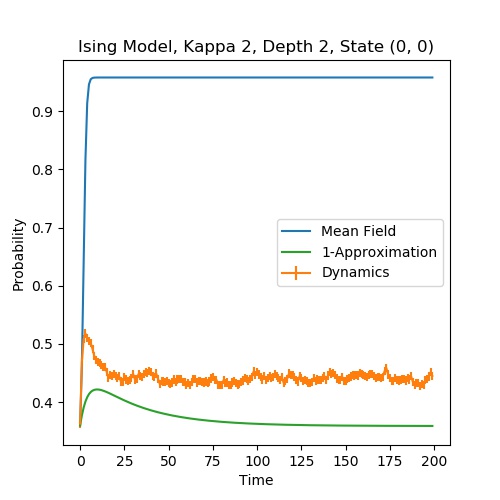 Ising Model, Kappa 2, Depth 2, State (0, 0)
Probability
0.9
0.8
0.7
0.6
0.5
0.4
Mean Field
1-Approximation
Dynamics
0 25 50 75 100 125 150 175 200
Time